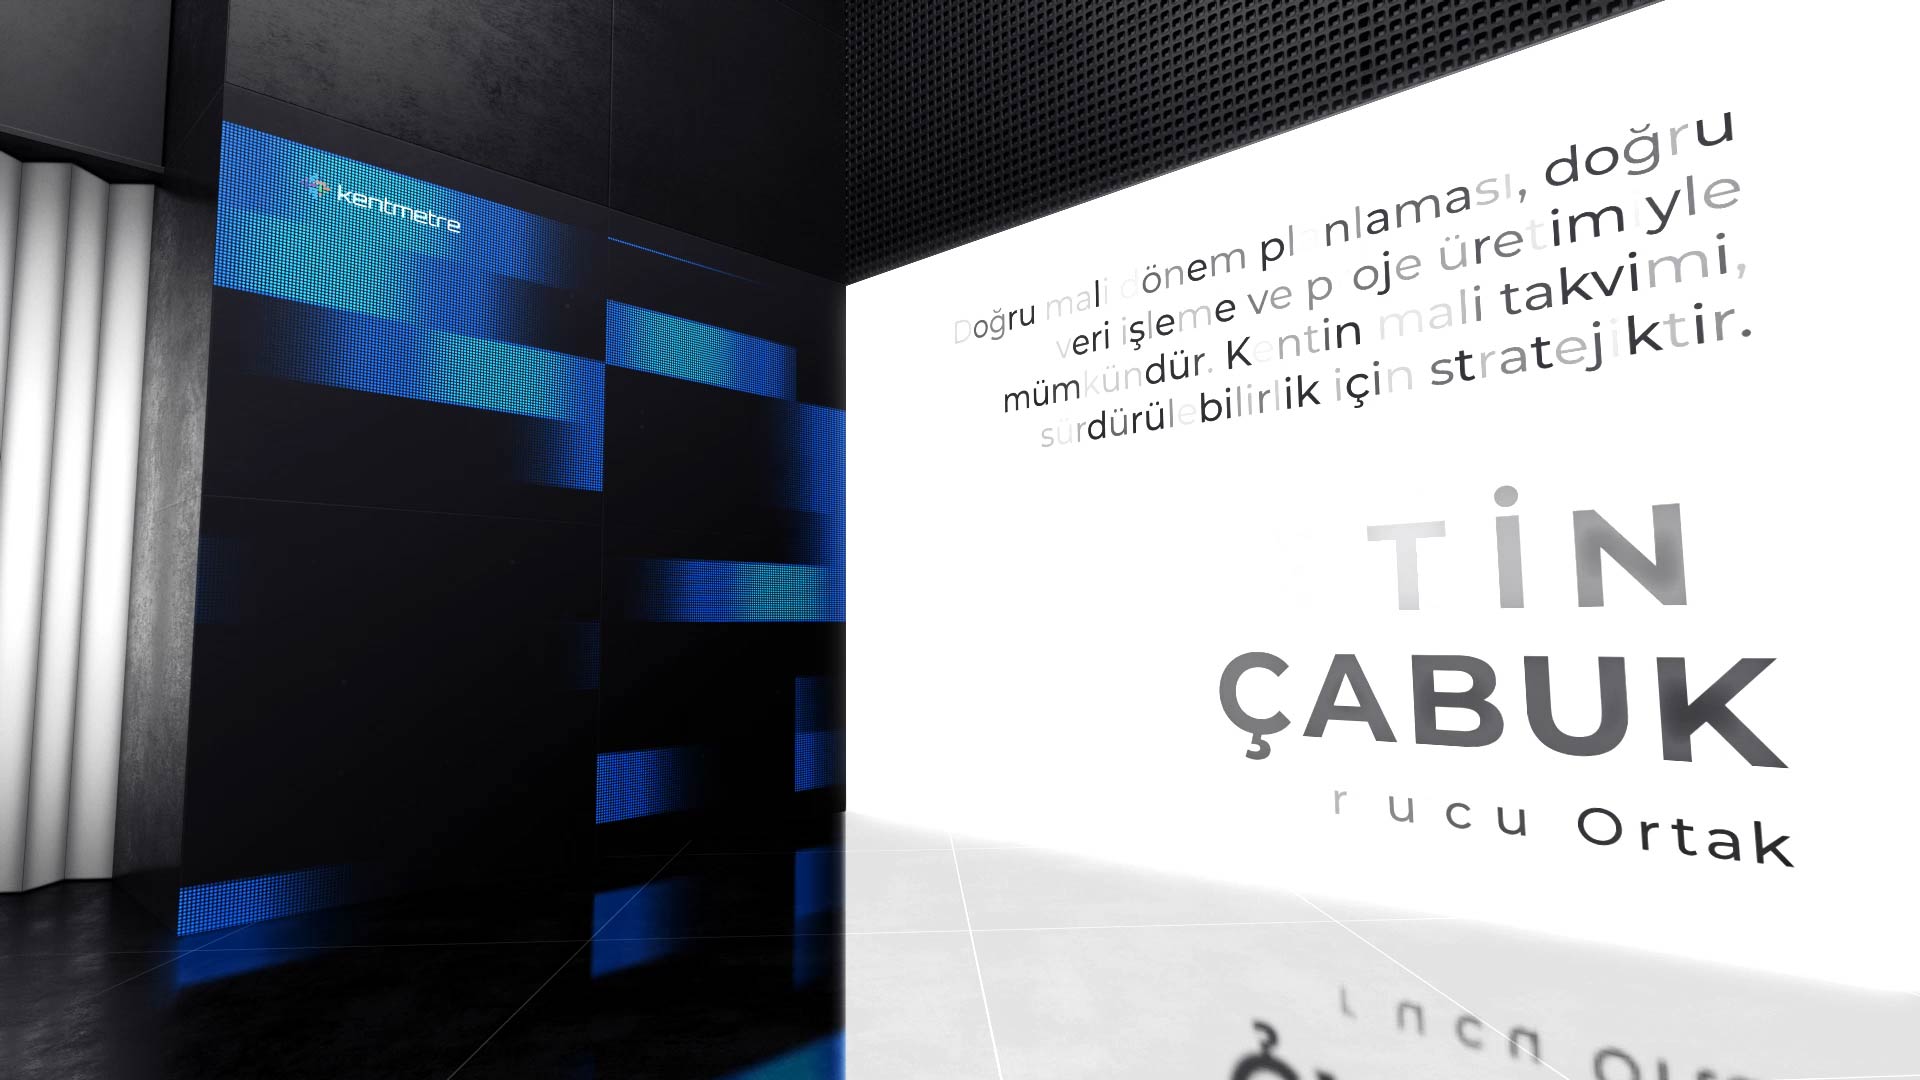 kentmetre
Doğru mali dönem planlaması, doğru
veri işleme ve proje üretimiyle
mümkündür. Kentin mali takvimi,
sürdürülebilirlik için stratejiktir.
TİN
ÇABUK
rucu Ortak